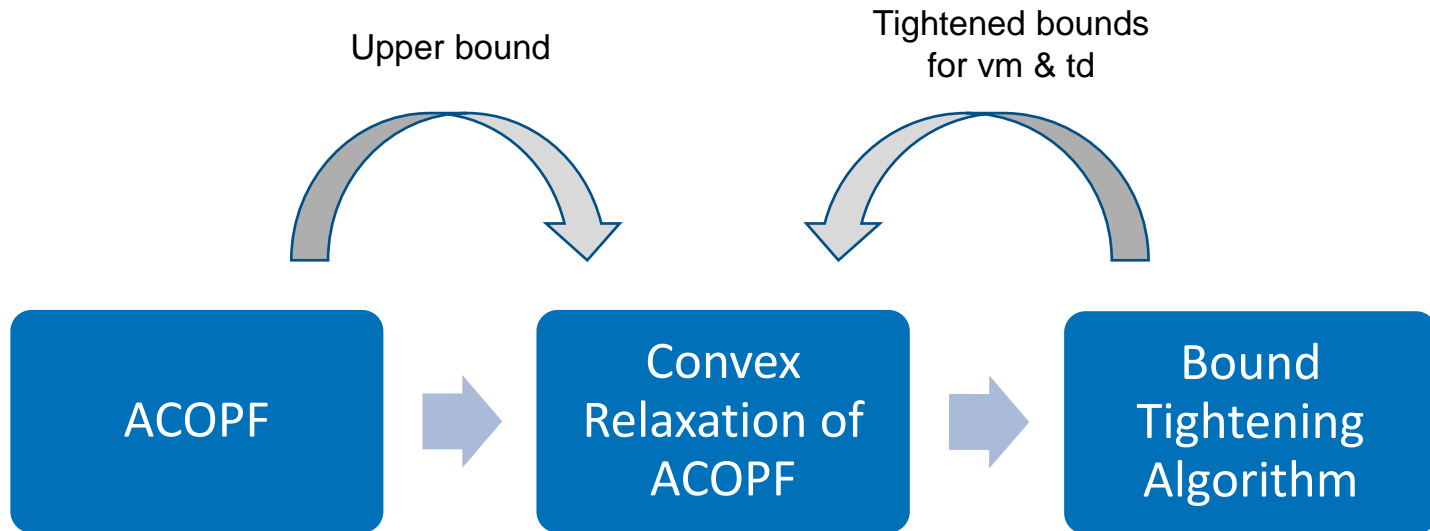 Upper bound
Tightened bounds
for vm & td
ACOPF
Convex
Relaxation of
ACOPF
Bound
Tightening
Algorithm